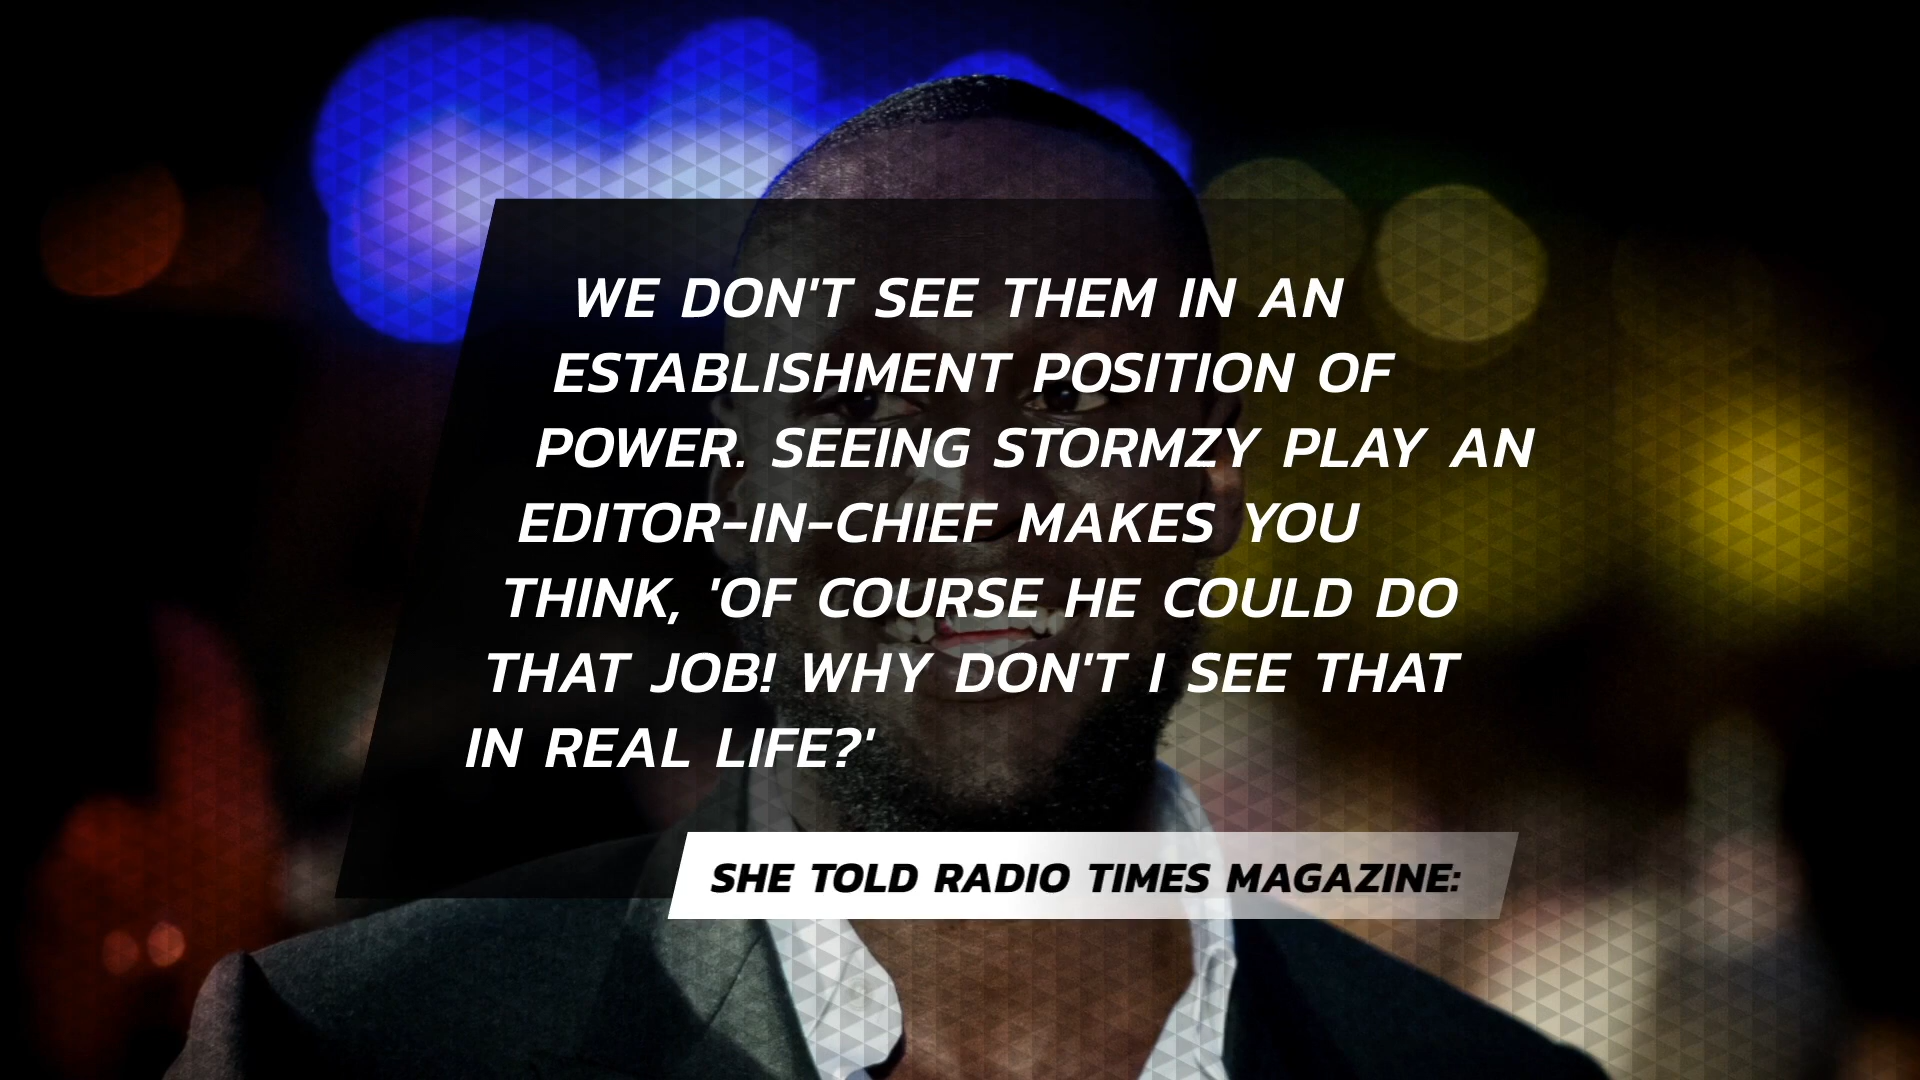 WE DON'T SEE THEM IN AN
ESTABLISHMENT POSITION OF
POWER. SEEING STORMZY PLAY AN
EDITOR-IN-CHIEF MAKES YOU
THINK, 'OF COURSE HE COULD DO
THAT JOB! WHY DON'T I SEE THAT
IN REAL LIFE?'
SHE TOLD RADIO TIMES MAGAZINE: